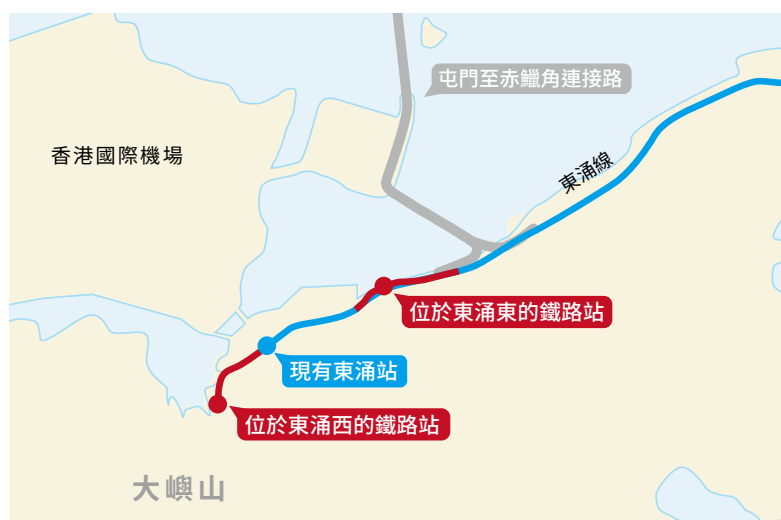 屯門至赤鱲角連接路
香港國際機場
東涌線
位於東涌東的鐵路站
現有東涌站
位於東涌西的鐵路站
大嶼山